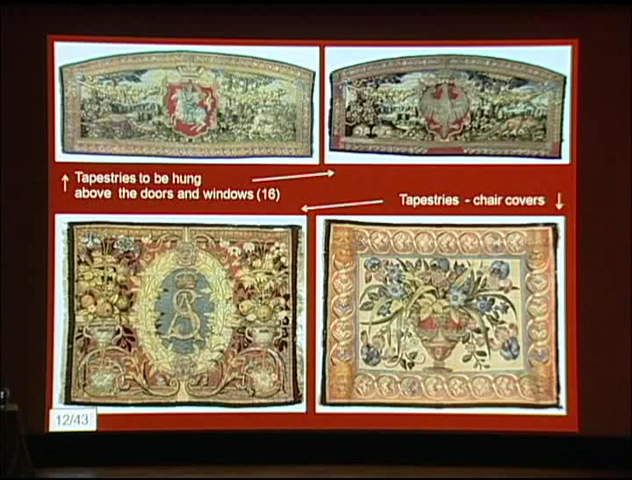 ↑ Tapestries to be hung
above the doors and windows (16)
Tapestries - chair covers ↓
12/43